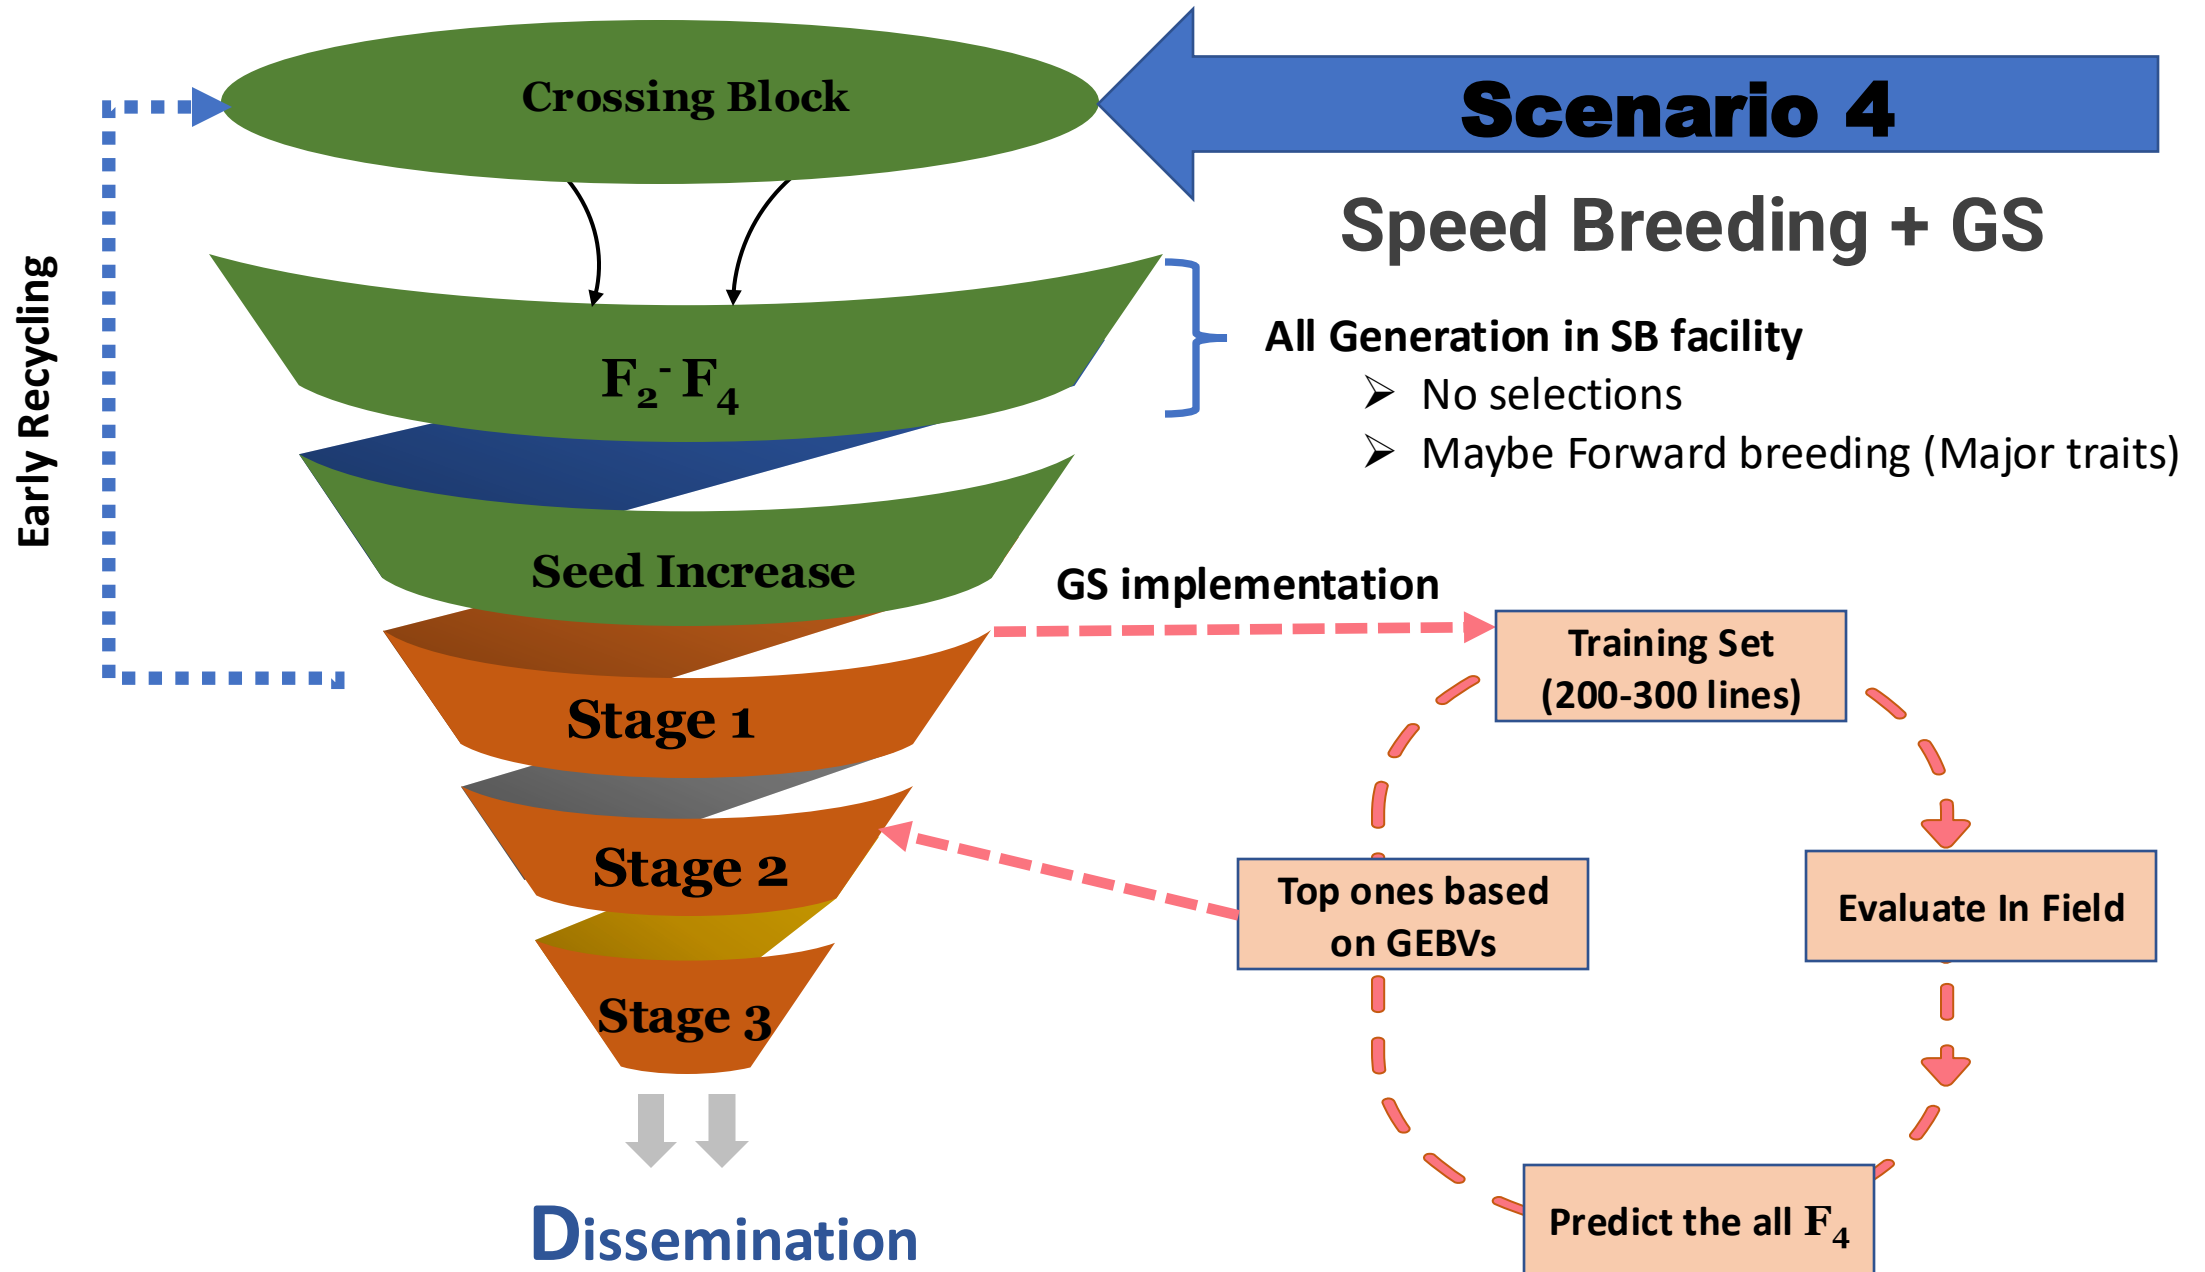 Crossing Block
Scenario 4
Speed Breeding + GS
Early Recycling
F₂- F₄
All Generation in SB facility
➢ No selections
➢ Maybe Forward breeding (Major traits)
Seed Increase
GS implementation
Training Set
(200-300 lines)
Stage 1
Stage 2
Top ones based
on GEBVs
Evaluate In Field
Stage 3
Predict the all F₄
Dissemination